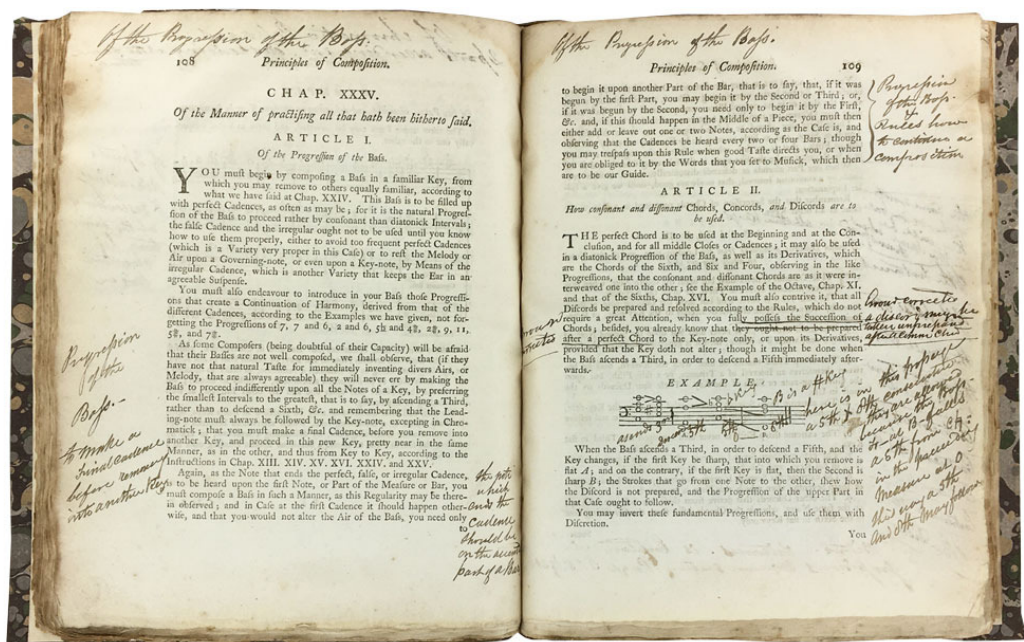 Of the Progression of the Bass.
108 Principles of Composition.
CHAP. XXXV.
Of the Manner of practising all that hath been hitherto said.
ARTICLE I.
Of the Progression of the Bass.
YOU must begin by composing a Bass in a familiar Key, from
which you may remove to others equally familiar, according to
what we have said at Chap. XXIV. This Bass is to be filled up
with perfect Cadences, as often as may be; for it is the natural Progres-
sion of the Bass to proceed rather by consonant than diatonick Intervals;
the false Cadence and the irregular ought not to be used until you know
how to use them properly, either to avoid too frequent perfect Cadences
(which is a Variety very proper in this Case) or to rest the Melody or
Air upon a Governing-note, or even upon a Key-note, by Means of the
irregular Cadence, which is another Variety that keeps the Ear in an
agreeable Suspense.
You must also endeavour to introduce in your Bass those Progressi-
ons that create a Continuation of Harmony, derived from that of the
different Cadences, according to the Examples we have given, not for-
getting the Progressions of 7, 7 and 6, 2 and 6, 5 and 4, 2, 9, 11,
5, and 7.
As some Composers (being doubtful of their Capacity) will be afraid
that their Basses are not well composed, we shall observe, that (if they
have not that natural Taste for immediately inventing divers Airs, or
Melody, that are always agreeable) they will never err by making the
Bass to proceed indifferently upon all the Notes of a Key, by preferring
the smallest Intervals to the greatest, that is to say, by ascending a Third,
rather than to descend a Sixth, &c. and remembering that the Lead-
ing-note must always be followed by the Key-note, excepting in Chro-
matick; that you must make a final Cadence, before you remove into
another Key, and proceed in this new Key, pretty near in the same
Manner, as in the other, and thus from Key to Key, according to the
Instructions in Chap. XIII. XIV. XV. XVI. XXIV. and XXV.
Again, as the Note that ends the perfect, false, or irregular Cadence,
is to be heard upon the first Note, or Part of the Measure or Bar, you
must compose a Bass in such a Manner, as this Regularity may be there-
in observed; and in Case at the first Cadence it should happen other-
wise, and that you would not alter the Air of the Bass, you need only
to
Progression
of the
Bass.-
to make a
Final Cadence
before removing
into another Key
the note
which
ends the
Cadence
should be
on the accented
part of a Bar
Of the Progression of the Bass.
Principles of Composition. 109
to begin it upon another Part of the Bar, that is to say, that, if it was
begun by the first Part, you may begin it by the Second or Third; or,
if it was begun by the Second, you need only to begin it by the First,
&c. and, if this should happen in the Middle of a Piece, you must then
either add or leave out one or two Notes, according as the Case is, and
observing that the Cadences be heard every two or four Bars; though
you may trespass upon this Rule when good Taste directs you, or when
you are obliged to it by the Words that you set to Musick, which then
are to be our Guide.
Progression
of the Bass.
&
Rules how
to continue a
composition
ARTICLE II.
How consonant and dissonant Chords, Concords, and Discords are to
be used.
THE perfect Chord is to be used at the Beginning and at the Con-
clusion, and for all middle Closes or Cadences; it may also be used
in a diatonick Progression of the Bass, as well as its Derivatives, which
are the Chords of the Sixth, and Six and Four, observing in the like
Progressions, that the consonant and dissonant Chords are as it were in-
terweaved one into the other; see the Example of the Octave, Chap. XI.
and that of the Sixths, Chap. XVI. You must also contrive it, that all
Discords be prepared and resolved according to the Rules, which do not
require a great Attention, when you fully possess the Succession of
Chords; besides, you already know that they ought not to be prepared
after a perfect Chord to the Key-note only, or upon its Derivatives,
provided that the Key doth not alter; though it might be done when
the Bass ascends a Third, in order to descend a Fifth immediately after-
wards.
a discord may be
taken unprepared
EXAMPLE.
B is a # Key
here is in this
a 5th & 8th consecutive
because they are allowed
the Bass
falls
a 5th from
in the
Measure at O
this way a 5th
and 8th may follow
When the Bass ascends a Third, in order to descend a Fifth, and the
Key changes, if the first Key be sharp, that into which you remove is
flat A; and on the contrary, if the first Key is flat, then the Second is
sharp B; the Strokes that go from one Note to the other, shew how
the Discord is not prepared, and the Progression of the upper Part in
that Case ought to follow.
You may invert these fundamental Progressions, and use them with
Discretion.
You